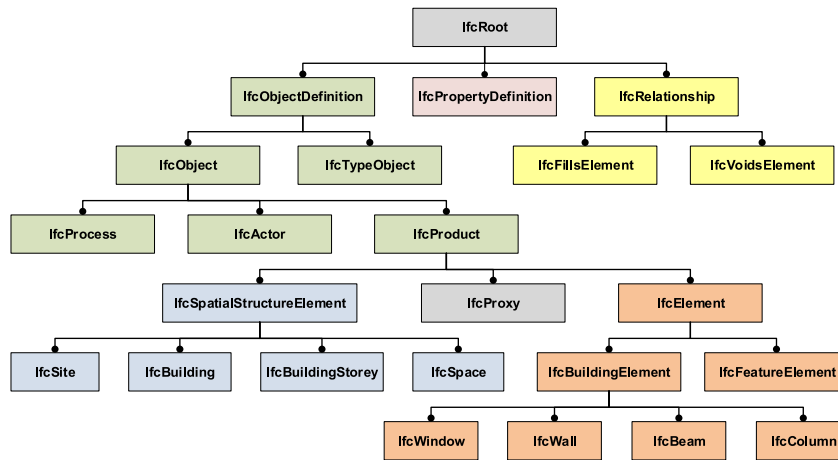 IfcRoot
IfcObjectDefinition
IfcPropertyDefinition
IfcRelationship
IfcObject
IfcTypeObject
IfcFillsElement
IfcVoidsElement
IfcProcess
IfcActor
IfcProduct
IfcSpatialStructureElement
IfcProxy
IfcElement
IfcSite
IfcBuilding
IfcBuildingStorey
IfcSpace
IfcBuildingElement
IfcFeatureElement
IfcWindow
IfcWall
IfcBeam
IfcColumn